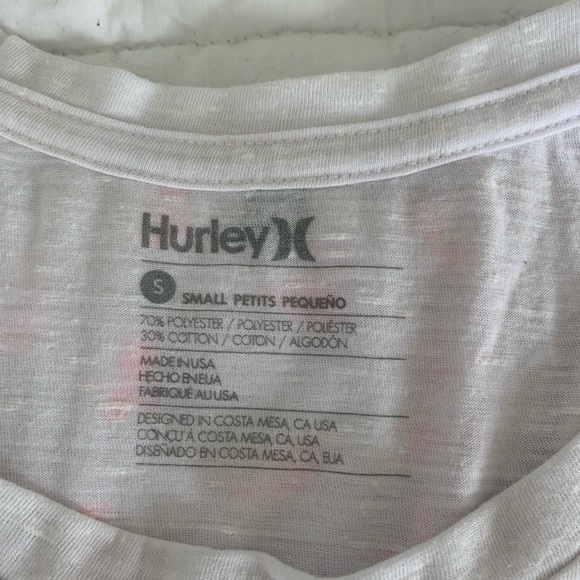 Hurley
S SMALL PETITS PEQUEÑO
70% POLYESTER / POLYESTER / POLIÉSTER
30% COTTON / COTON / ALGODÓN
MADE IN USA
HECHO EN EUA
FABRIQUÉ AU USA
DESIGNED IN COSTA MESA, CA USA
CONÇU À COSTA MESA, CA, USA
DISEÑADO EN COSTA MESA, CA, EUA